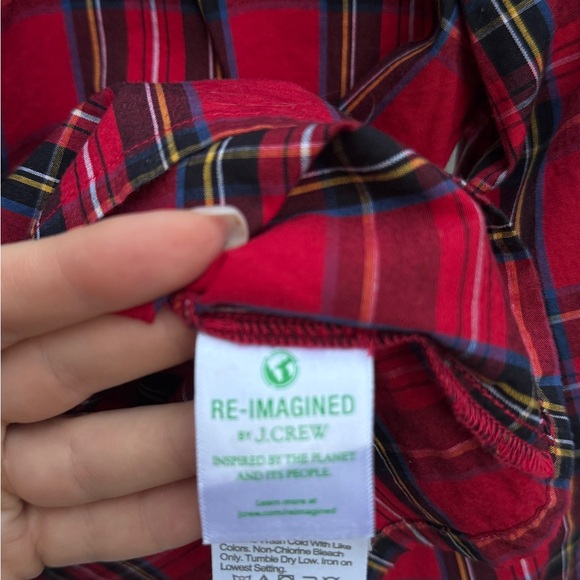 RE-IMAGINED
BY J.CREW
INSPIRED BY THE PLANET
AND ITS PEOPLE
Learn more at
jcrew.com/reimagined
Wash Cold With Like
Colors. Non-Chlorine Bleach
Only. Tumble Dry Low. Iron on
Lowest Setting.